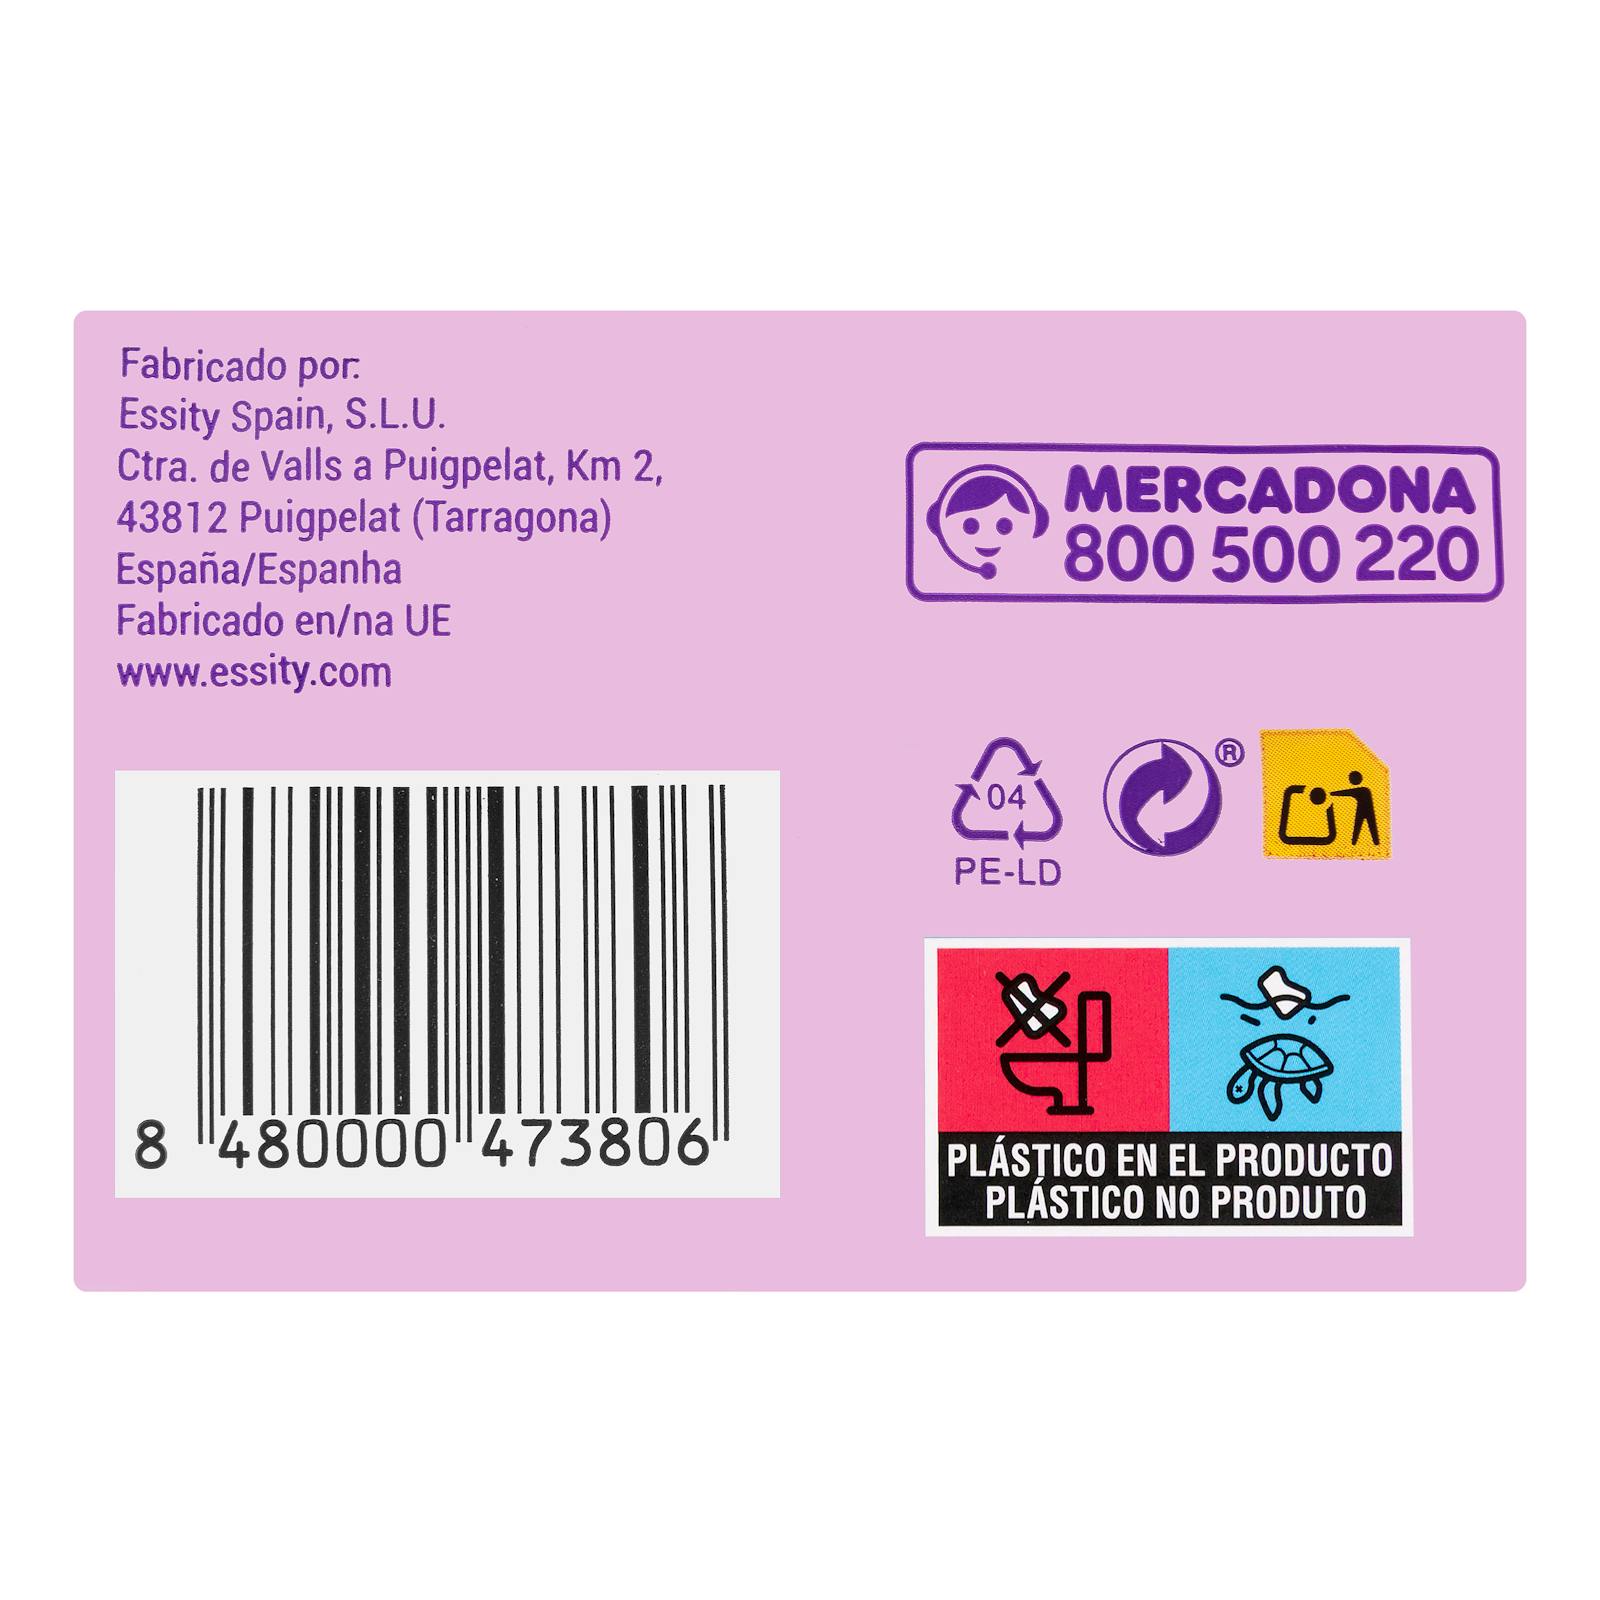 Fabricado por:
Essity Spain, S.L.U.
Ctra. de Valls a Puigpelat, Km 2,
43812 Puigpelat (Tarragona)
España/Espanha
Fabricado en/na UE
www.essity.com
MERCADONA
800 500 220
04
PE-LD
®
8 480000 473806
PLÁSTICO EN EL PRODUCTO
PLÁSTICO NO PRODUTO